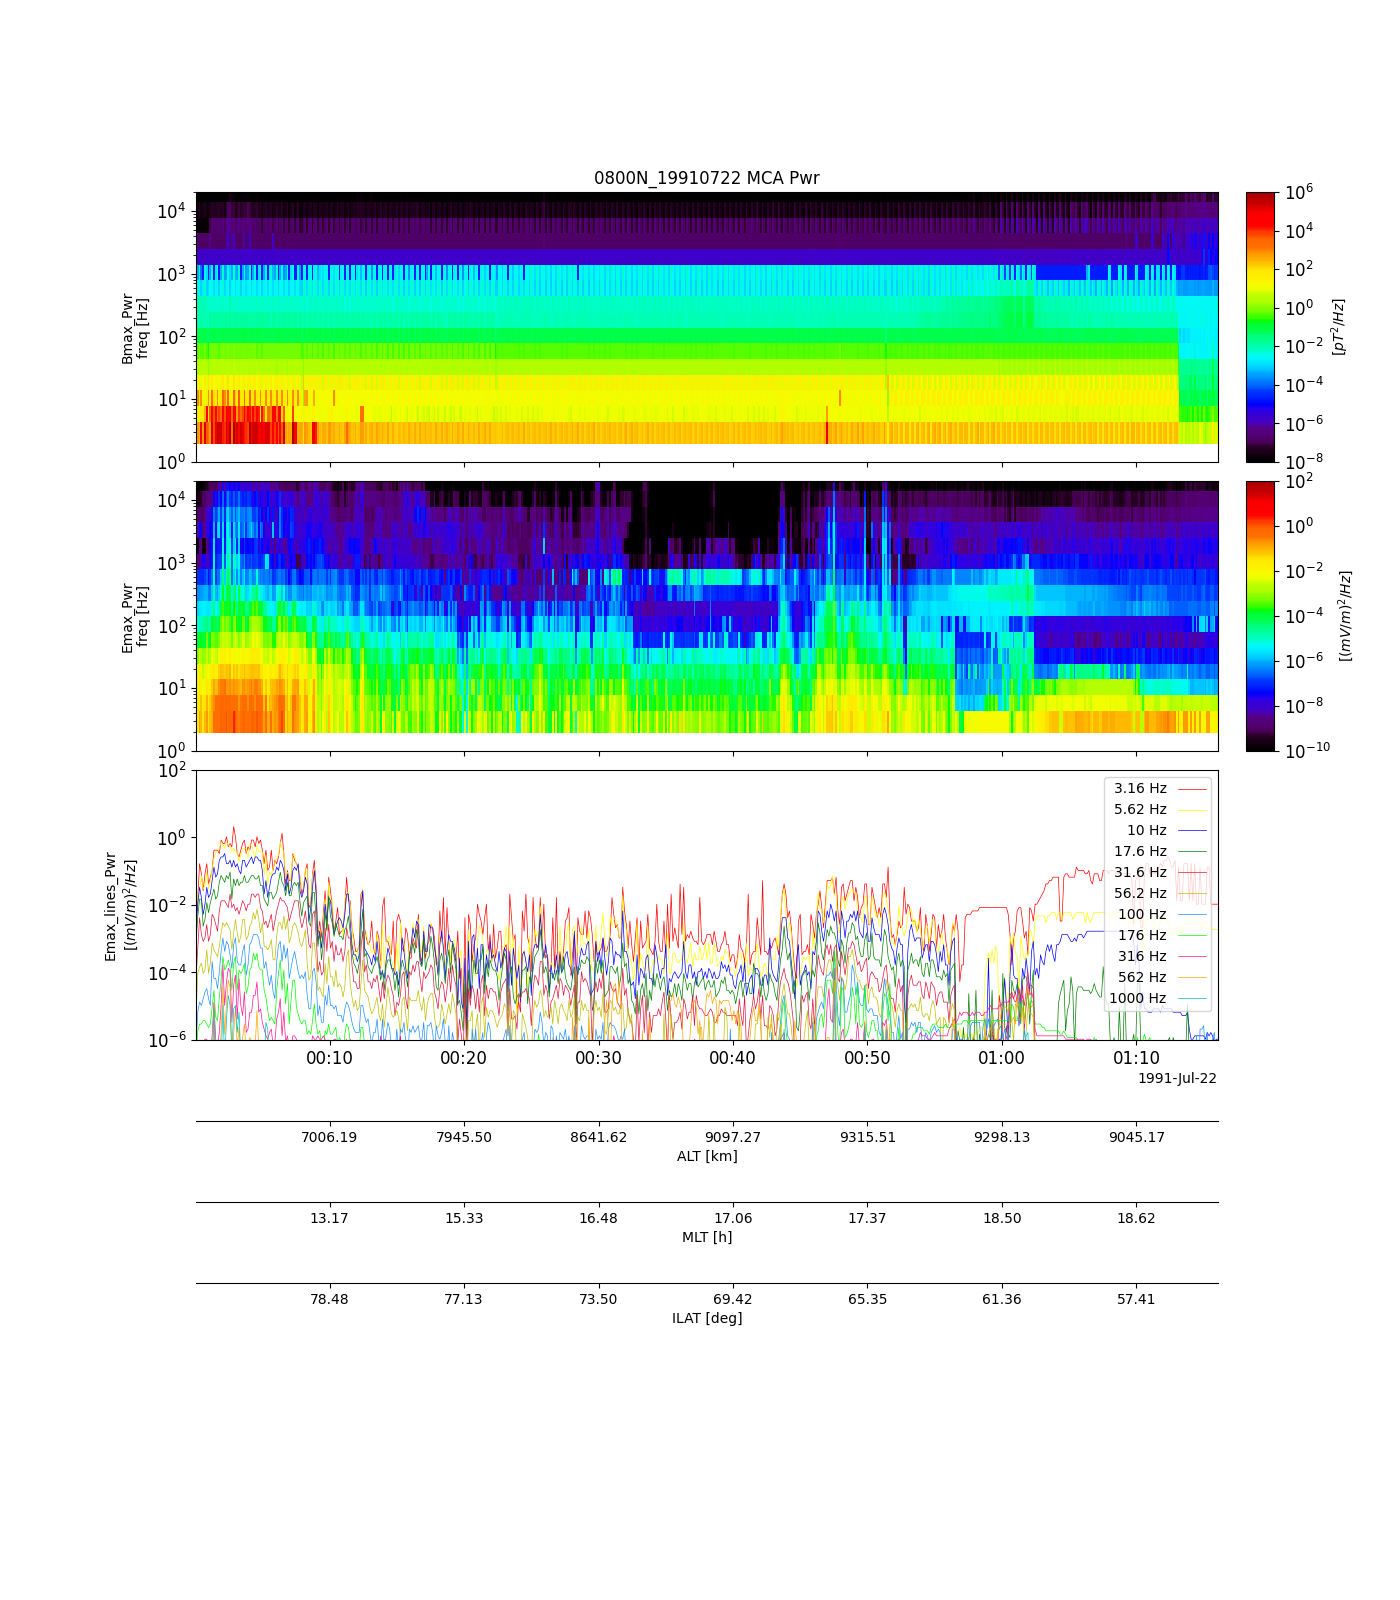 0800N_19910722 MCA Pwr
10^4
10^3
10^2
10^1
10^0
Bmax_Pwr
freq [Hz]
10^6
10^4
10^2
10^0
10^-2
10^-4
10^-6
10^-8
[pT^2/Hz]
10^4
10^3
10^2
10^1
10^0
Emax_Pwr
freq [Hz]
10^2
10^0
10^-2
10^-4
10^-6
10^-8
10^-10
[(mV/m)^2/Hz]
10^2
10^0
10^-2
10^-4
10^-6
Emax_lines_Pwr
[(mV/m)^2/Hz]
3.16 Hz
5.62 Hz
10 Hz
17.6 Hz
31.6 Hz
56.2 Hz
100 Hz
176 Hz
316 Hz
562 Hz
1000 Hz
00:10 00:20 00:30 00:40 00:50 01:00 01:10
1991-Jul-22
7006.19 7945.50 8641.62 9097.27 9315.51 9298.13 9045.17
ALT [km]
13.17 15.33 16.48 17.06 17.37 18.50 18.62
MLT [h]
78.48 77.13 73.50 69.42 65.35 61.36 57.41
ILAT [deg]